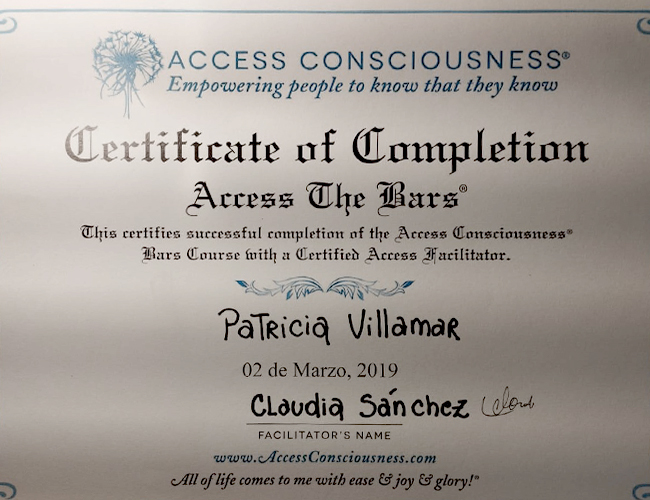 ACCESS CONSCIOUSNESS®
Empowering people to know that they know
Certificate of Completion
Access The Bars®
This certifies successful completion of the Access Consciousness®
Bars Course with a Certified Access Facilitator.
Patricia Villamar
02 de Marzo, 2019
Claudia Sánchez
FACILITATOR'S NAME
www.AccessConsciousness.com
All of life comes to me with ease & joy & glory!™